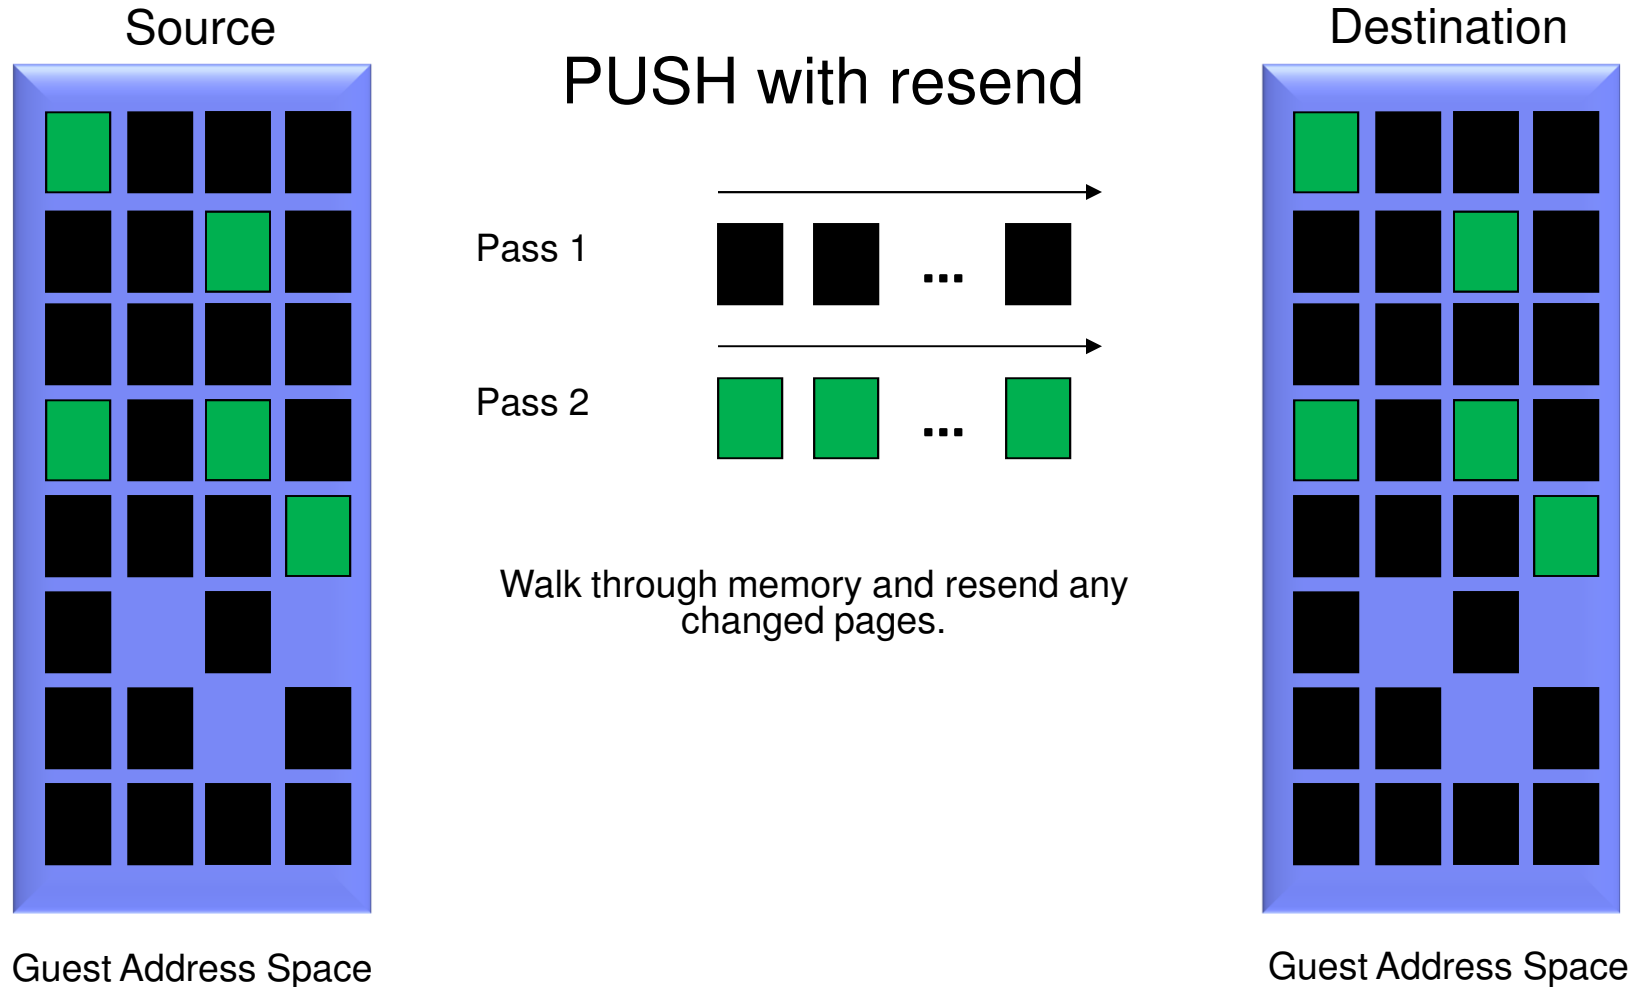 Source
Destination
PUSH with resend
Pass 1
...
Pass 2
...
Walk through memory and resend any
changed pages.
Guest Address Space
Guest Address Space